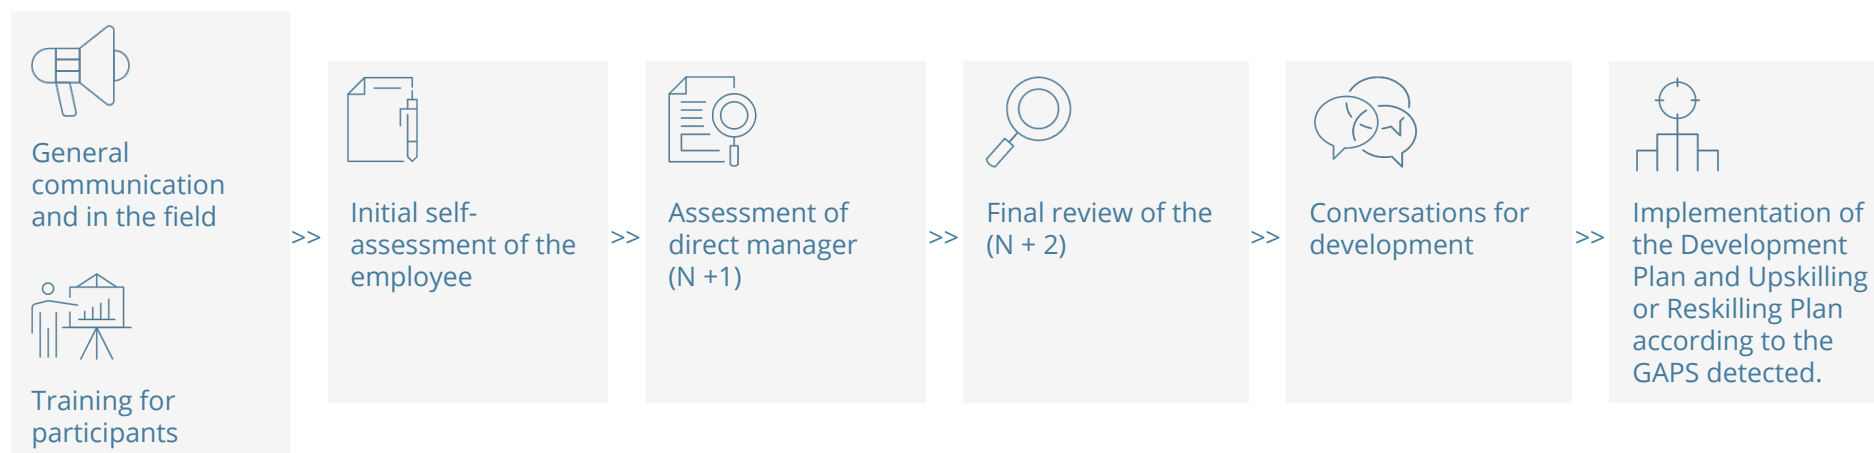 General
communication
and in the field
Training for
participants
>>
Initial self-
assessment of the
employee
>>
Assessment of
direct manager
(N +1)
>>
Final review of the
(N + 2)
>>
Conversations for
development
>>
Implementation of
the Development
Plan and Upskilling
or Reskilling Plan
according to the
GAPS detected.